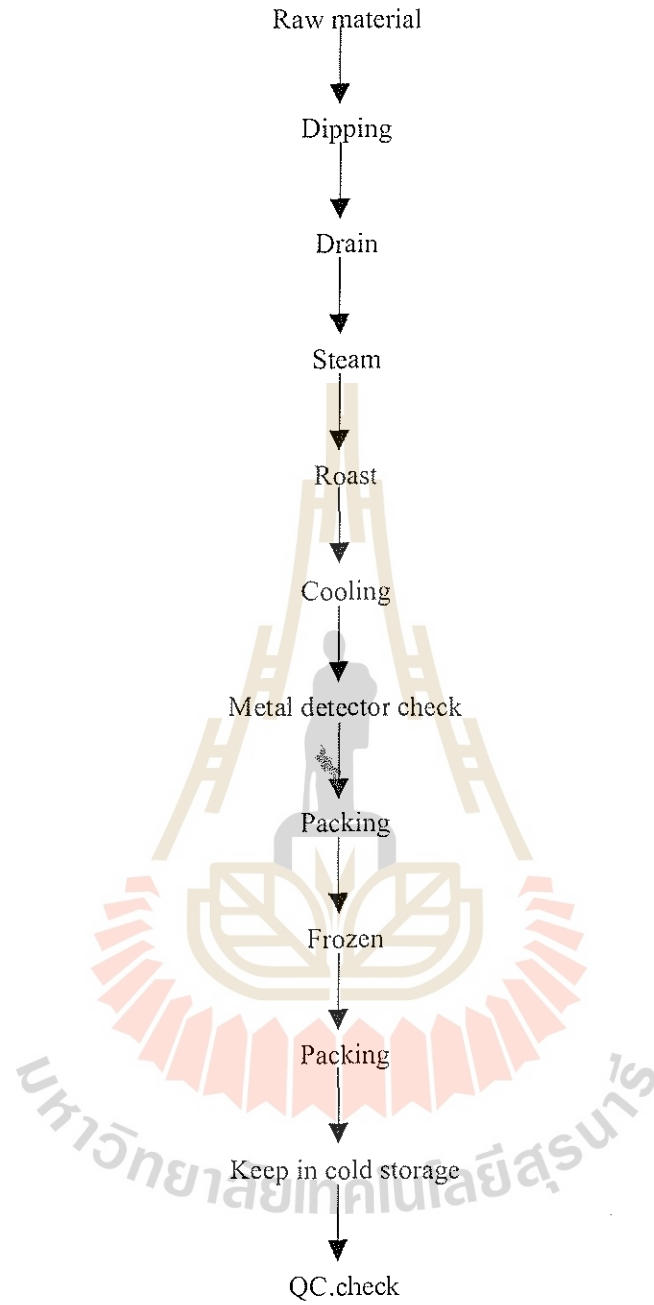 Raw material
Dipping
Drain
Steam
Roast
Cooling
Metal detector check
Packing
Frozen
Packing
Keep in cold storage
QC.check
มหาวิทยาลัยเทคโนโลยีสุรนารี